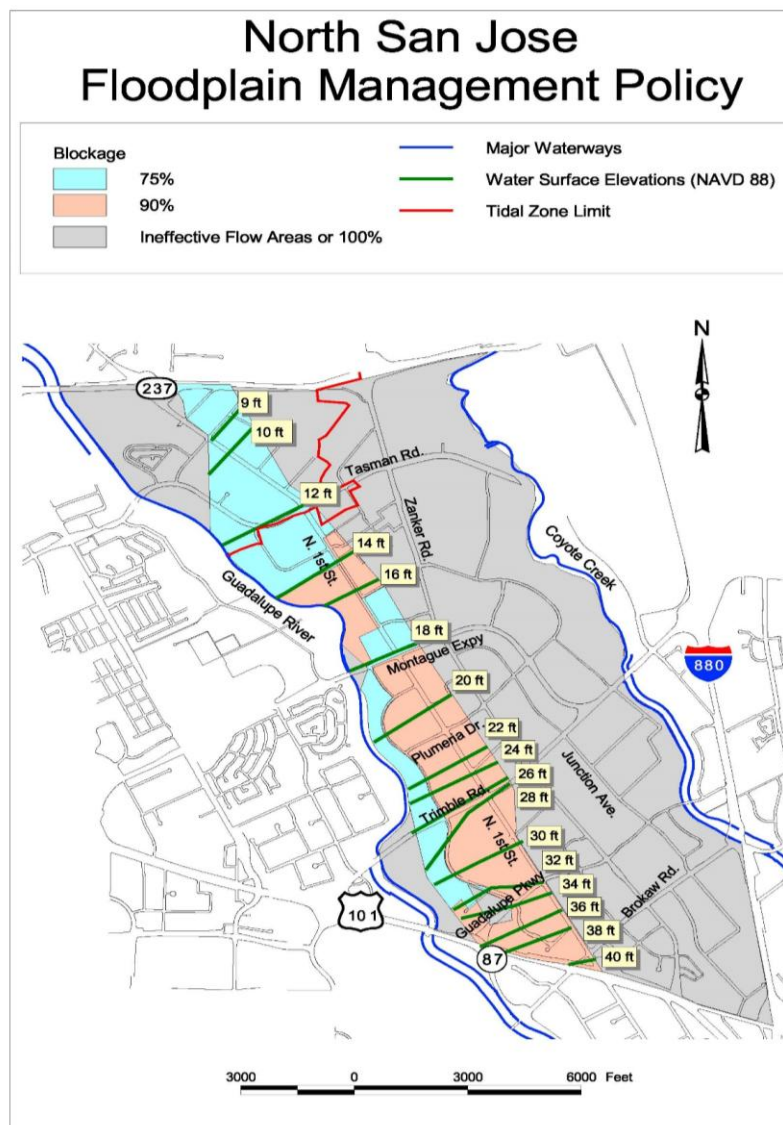 North San Jose
Floodplain Management Policy
Blockage
75%
90%
Ineffective Flow Areas or 100%
Major Waterways
Water Surface Elevations (NAVD 88)
Tidal Zone Limit
N
237
9 ft
10 ft
Tasman Rd.
12 ft
Zanker Rd.
14 ft
N. 1st St.
16 ft
Coyote Creek
Guadalupe River
18 ft
Montague Expy
880
20 ft
22 ft
Plumeria Dr.
24 ft
26 ft
Junction Ave.
28 ft
Trimble Rd.
30 ft
N. 1st St.
32 ft
34 ft
Brokaw Rd.
36 ft
Guadalupe Pkwy
101
38 ft
87
40 ft
3000 0 3000 6000 Feet